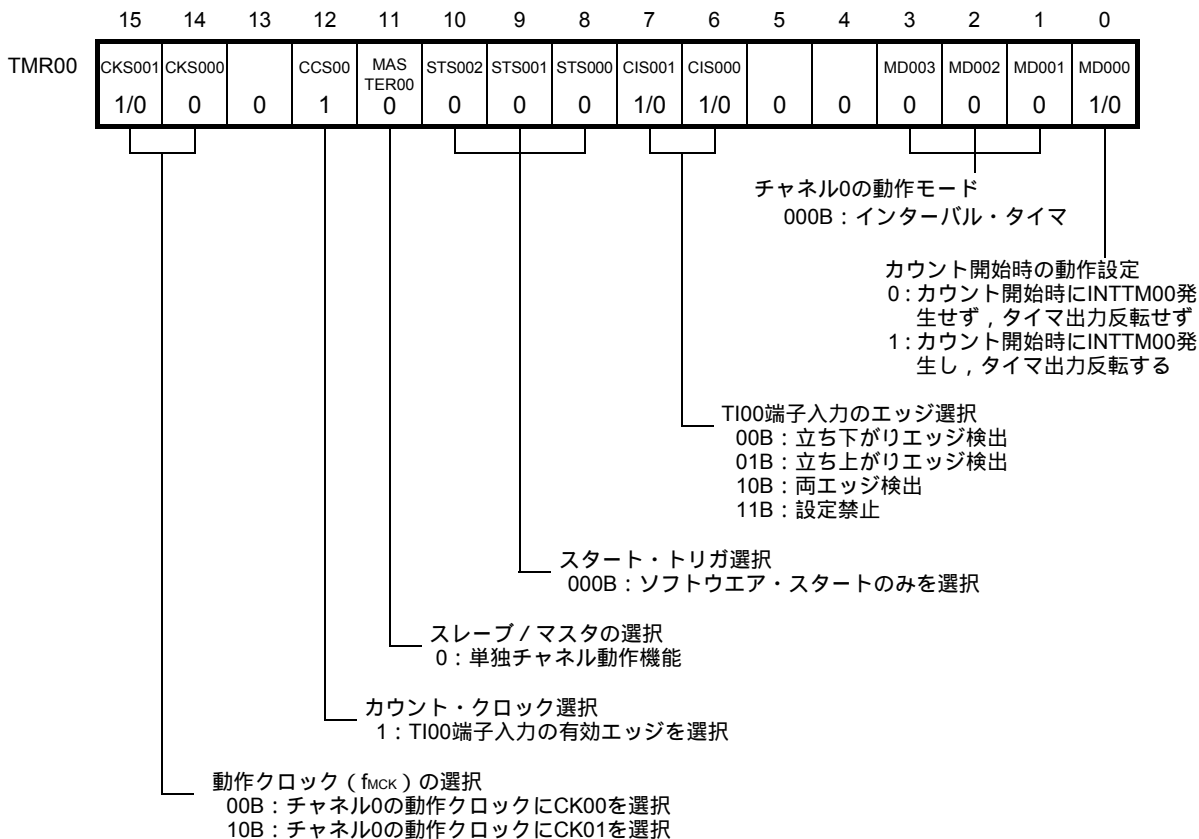 15 14 13 12 11 10 9 8 7 6 5 4 3 2 1 0
TMR00
CKS001 CKS000 CCS00 MAS TER00 STS002 STS001 STS000 CIS001 CIS000 MD003 MD002 MD001 MD000
1/0 0 0 1 0 0 0 0 1/0 1/0 0 0 0 0 0 1/0
チャネル0の動作モード
000B：インターバル・タイマ
カウント開始時の動作設定
0：カウント開始時にINTTM00発
生せず，タイマ出力反転せず
1：カウント開始時にINTTM00発
生し，タイマ出力反転する
TI00端子入力のエッジ選択
00B：立ち下がりエッジ検出
01B：立ち上がりエッジ検出
10B：両エッジ検出
11B：設定禁止
スタート・トリガ選択
000B：ソフトウエア・スタートのみを選択
スレーブ／マスタの選択
0：単独チャネル動作機能
カウント・クロック選択
1：TI00端子入力の有効エッジを選択
動作クロック（fMCK）の選択
00B：チャネル0の動作クロックにCK00を選択
10B：チャネル0の動作クロックにCK01を選択